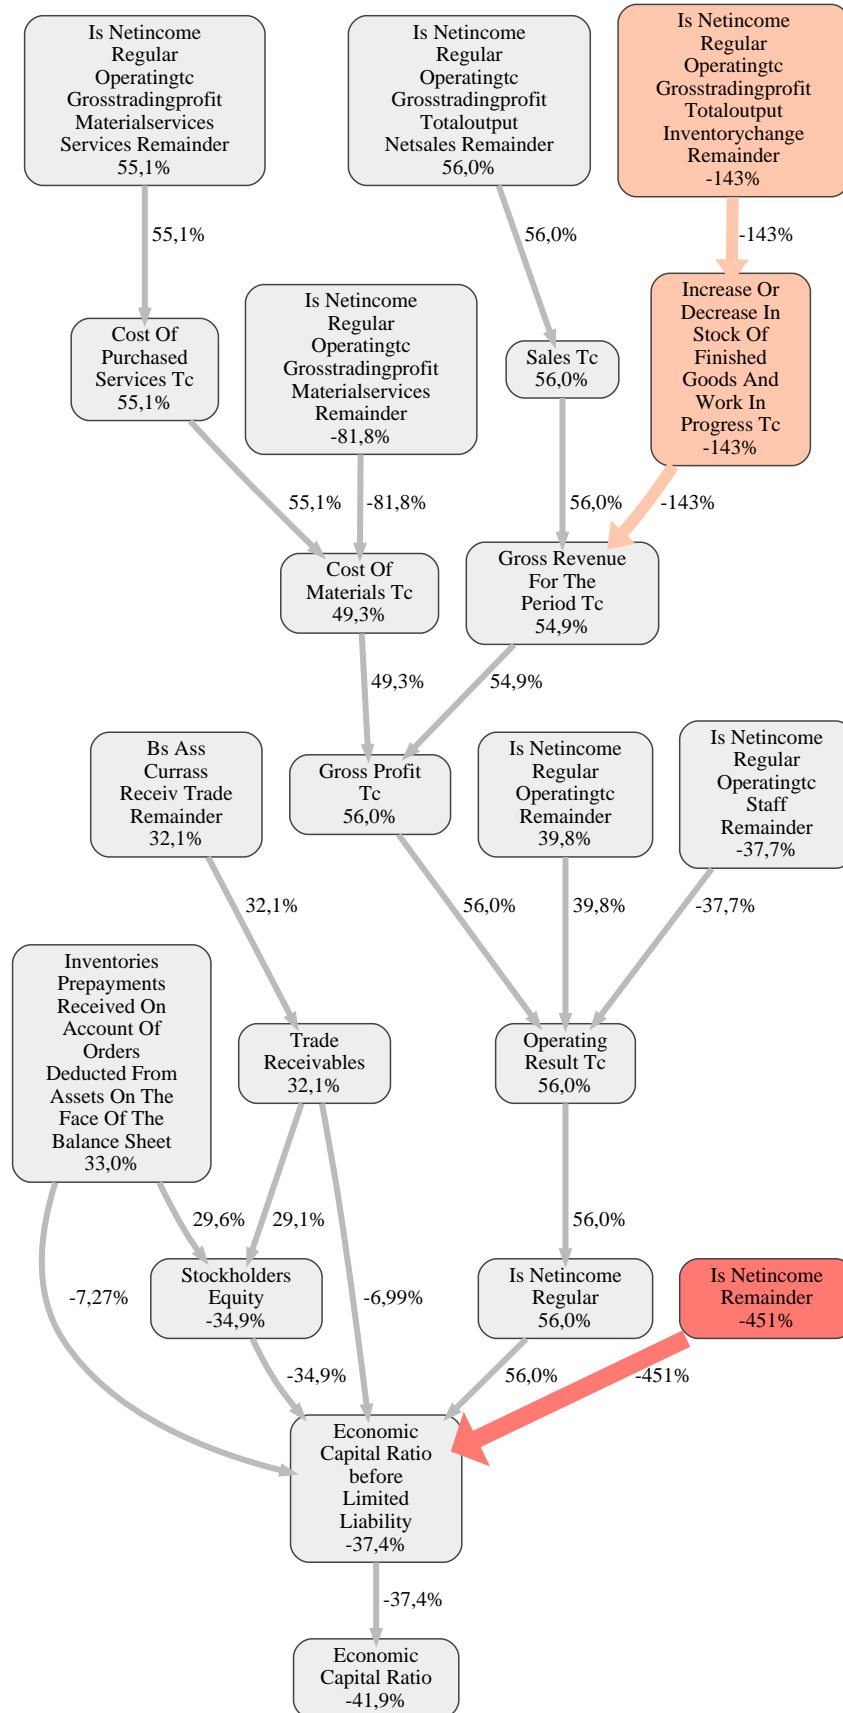 Is Netincome
Regular
Operatingtc
Grosstradingprofit
Materialservices
Services Remainder
55,1%
Is Netincome
Regular
Operatingtc
Grosstradingprofit
Totaloutput
Netsales Remainder
56,0%
Is Netincome
Regular
Operatingtc
Grosstradingprofit
Totaloutput
Inventorychange
Remainder
-143%
55,1%
56,0%
-143%
Cost Of
Purchased
Services Tc
55,1%
Is Netincome
Regular
Operatingtc
Grosstradingprofit
Materialservices
Remainder
-81,8%
Sales Tc
56,0%
Increase Or
Decrease In
Stock Of
Finished
Goods And
Work In
Progress Tc
-143%
55,1%
-81,8%
56,0%
-143%
Cost Of
Materials Tc
49,3%
Gross Revenue
For The
Period Tc
54,9%
49,3%
54,9%
Bs Ass
Currass
Receiv Trade
Remainder
32,1%
Gross Profit
Tc
56,0%
Is Netincome
Regular
Operatingtc
Remainder
39,8%
Is Netincome
Regular
Operatingtc
Staff
Remainder
-37,7%
32,1%
56,0%
39,8%
-37,7%
Inventories
Prepayments
Received On
Account Of
Orders
Deducted From
Assets On The
Face Of The
Balance Sheet
33,0%
Trade
Receivables
32,1%
Operating
Result Tc
56,0%
29,6%
29,1%
56,0%
-7,27%
Stockholders
Equity
-34,9%
-6,99%
Is Netincome
Regular
56,0%
Is Netincome
Remainder
-451%
-34,9%
56,0%
-451%
Economic
Capital Ratio
before
Limited
Liability
-37,4%
-37,4%
Economic
Capital Ratio
-41,9%